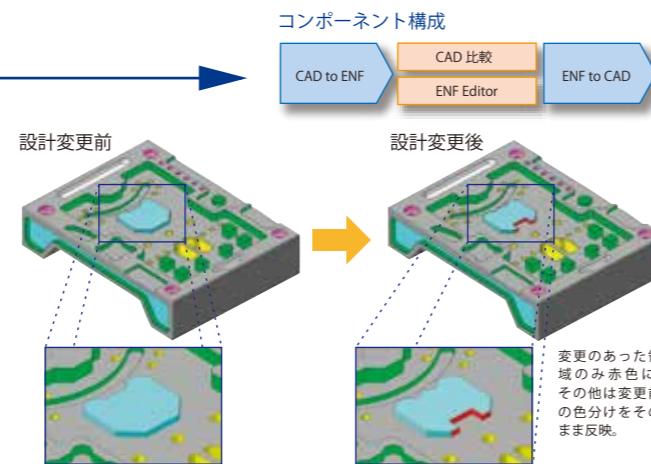 コンポーネント構成
CAD to ENF
CAD 比較
ENF Editor
ENF to CAD
設計変更前
設計変更後
変更のあった
域のみ赤色に
その他は変更
の色分けをそ
まま反映。